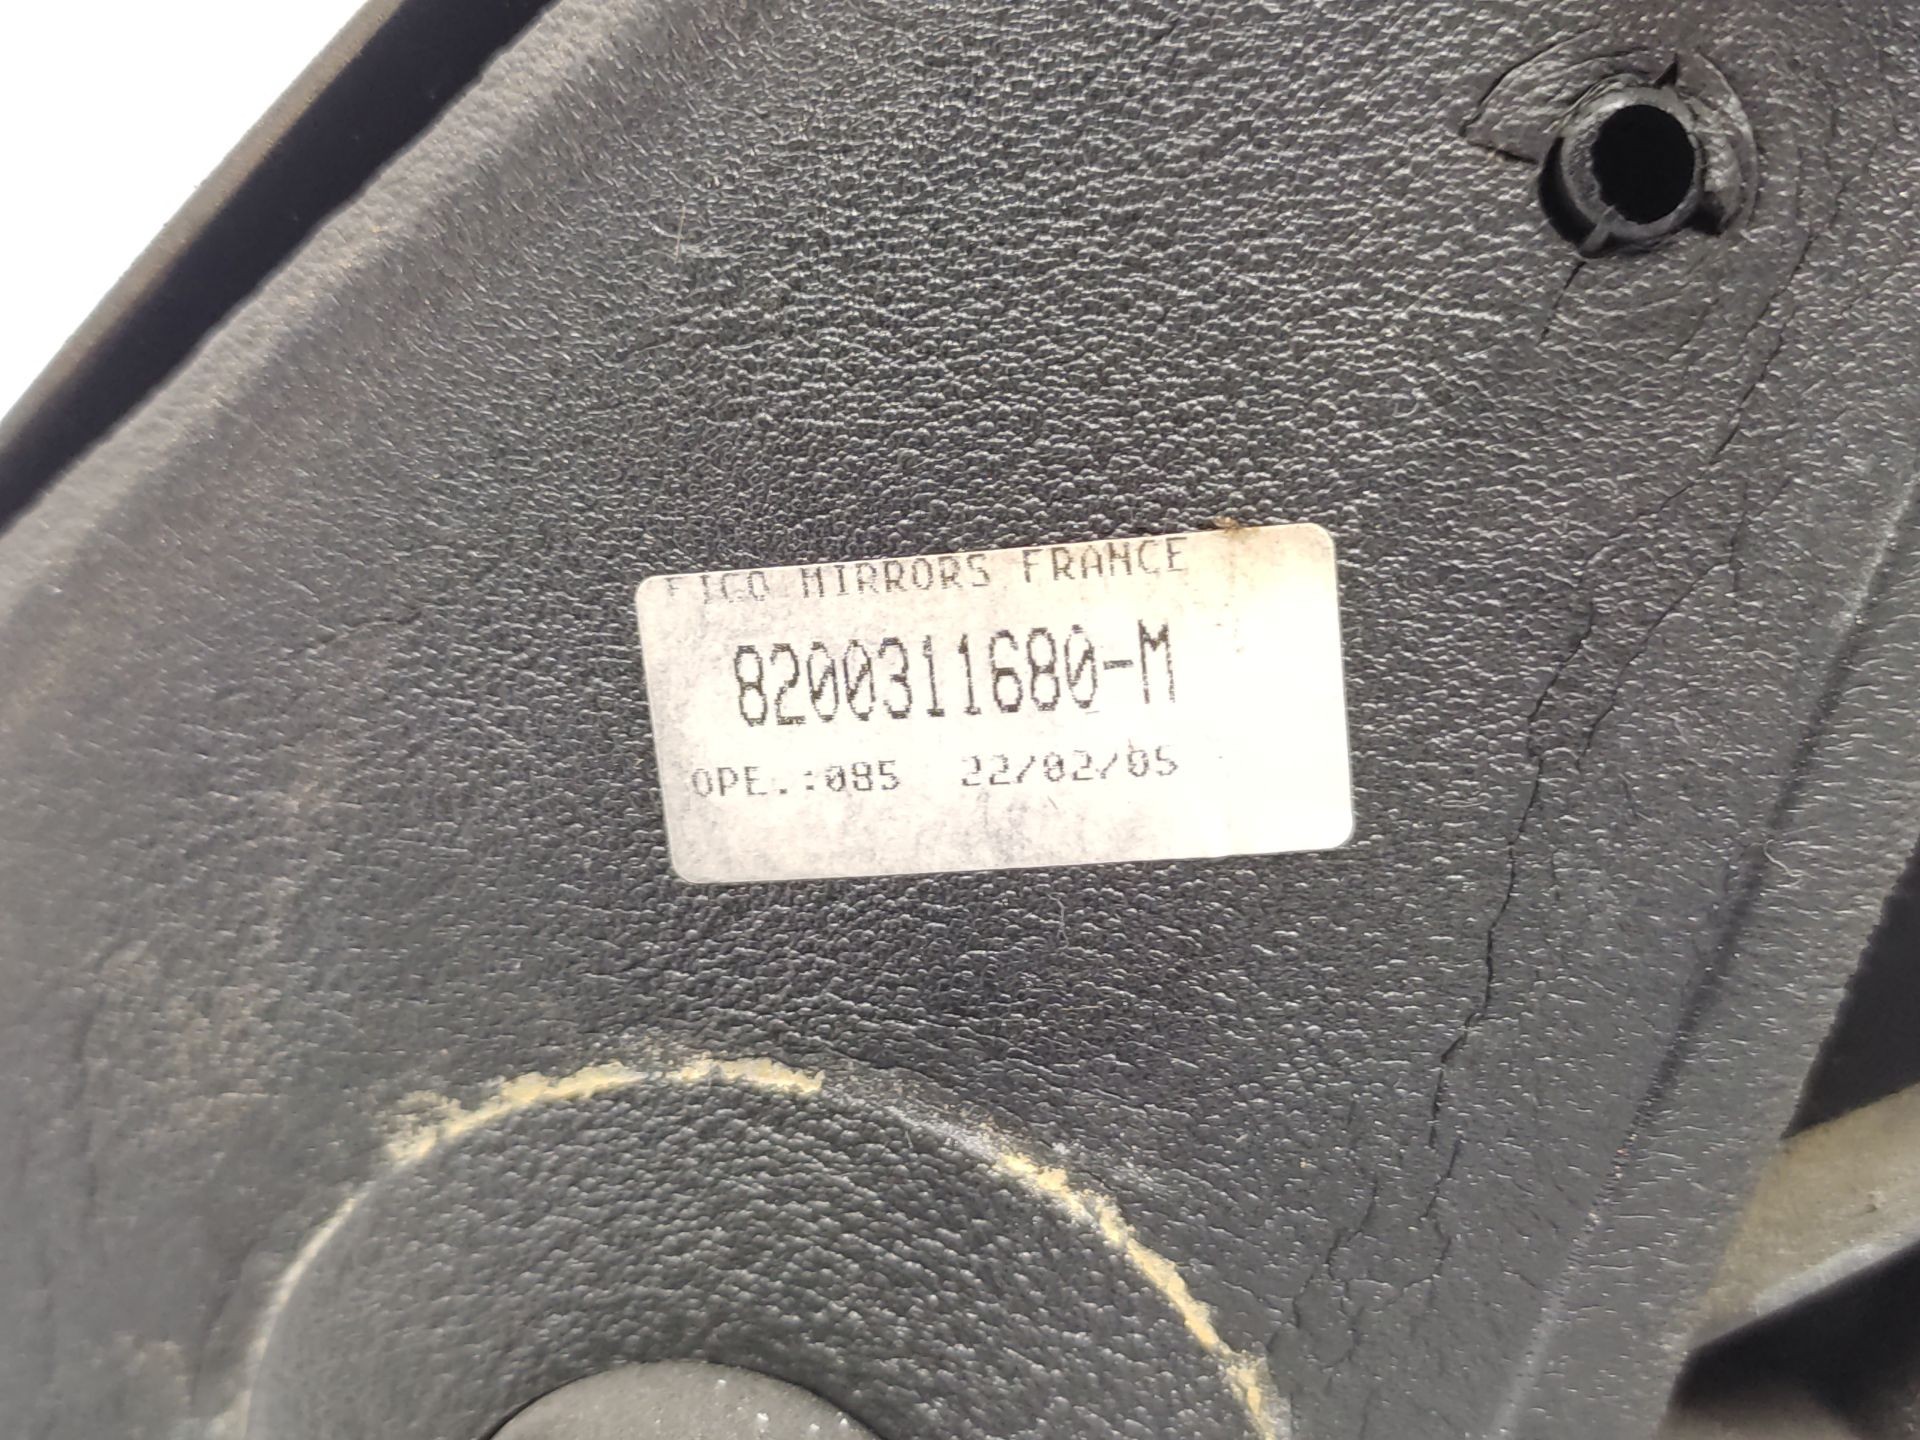 FICO MIRRORS FRANCE
8200311680-M
OPE.:085 22/02/05